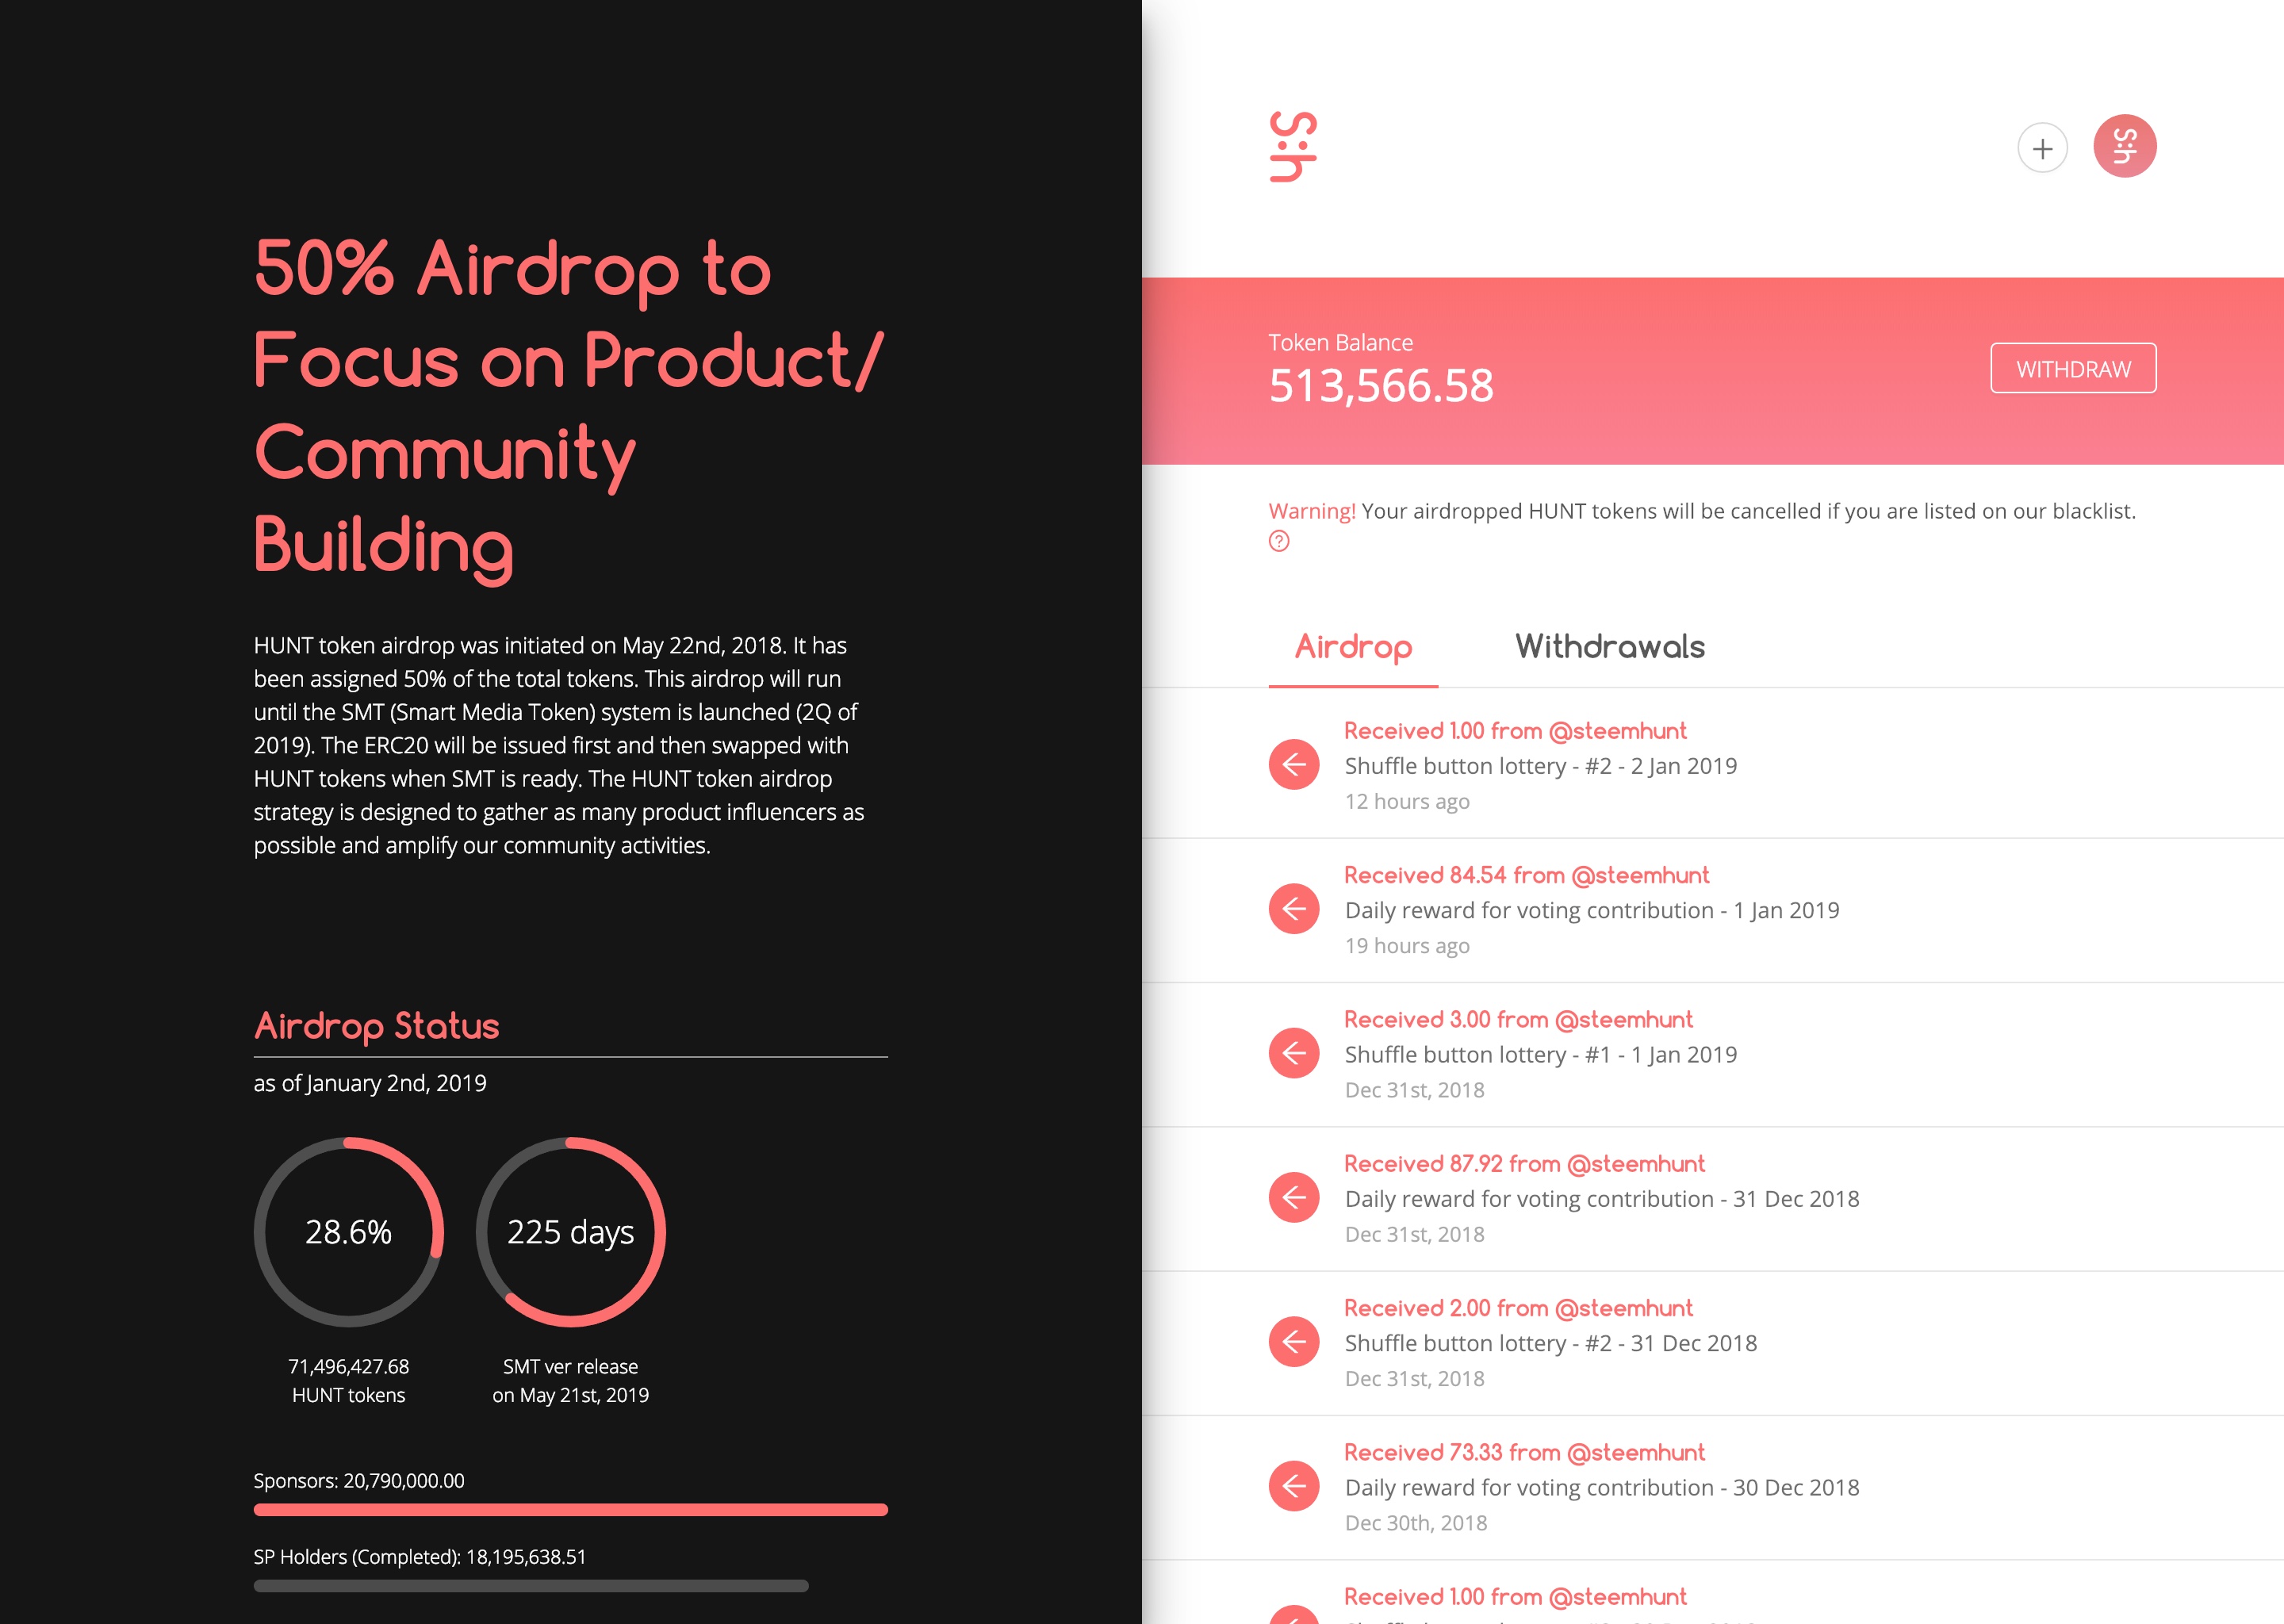 50% Airdrop to
Focus on Product/
Community
Building
HUNT token airdrop was initiated on May 22nd, 2018. It has
been assigned 50% of the total tokens. This airdrop will run
until the SMT (Smart Media Token) system is launched (2Q of
2019). The ERC20 will be issued first and then swapped with
HUNT tokens when SMT is ready. The HUNT token airdrop
strategy is designed to gather as many product influencers as
possible and amplify our community activities.
Airdrop Status
as of January 2nd, 2019
28.6%
225 days
71,496,427.68
HUNT tokens
SMT ver release
on May 21st, 2019
Sponsors: 20,790,000.00
SP Holders (Completed): 18,195,638.51
S:h
+
S:h
Token Balance
513,566.58
WITHDRAW
Warning! Your airdropped HUNT tokens will be cancelled if you are listed on our blacklist.
?
Airdrop
Withdrawals
Received 1.00 from @steemhunt
Shuffle button lottery - #2 - 2 Jan 2019
12 hours ago
Received 84.54 from @steemhunt
Daily reward for voting contribution - 1 Jan 2019
19 hours ago
Received 3.00 from @steemhunt
Shuffle button lottery - #1 - 1 Jan 2019
Dec 31st, 2018
Received 87.92 from @steemhunt
Daily reward for voting contribution - 31 Dec 2018
Dec 31st, 2018
Received 2.00 from @steemhunt
Shuffle button lottery - #2 - 31 Dec 2018
Dec 31st, 2018
Received 73.33 from @steemhunt
Daily reward for voting contribution - 30 Dec 2018
Dec 30th, 2018
Received 1.00 from @steemhunt